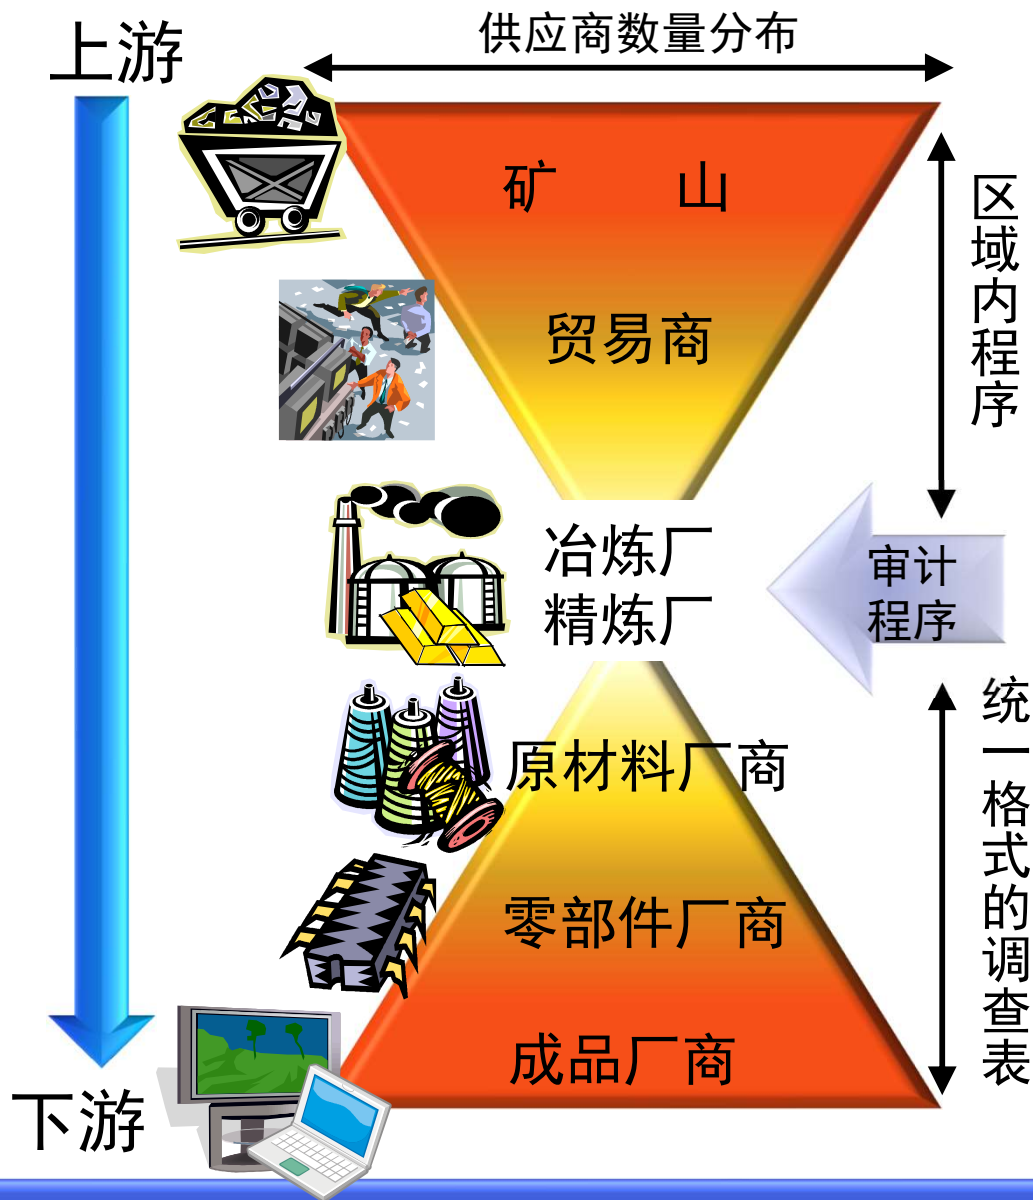 供应商数量分布
上游
矿 山
贸易商
区域内程序
冶炼厂
精炼厂
审计
程序
原材料厂商
零部件厂商
成品厂商
统一格式的调查表
下游